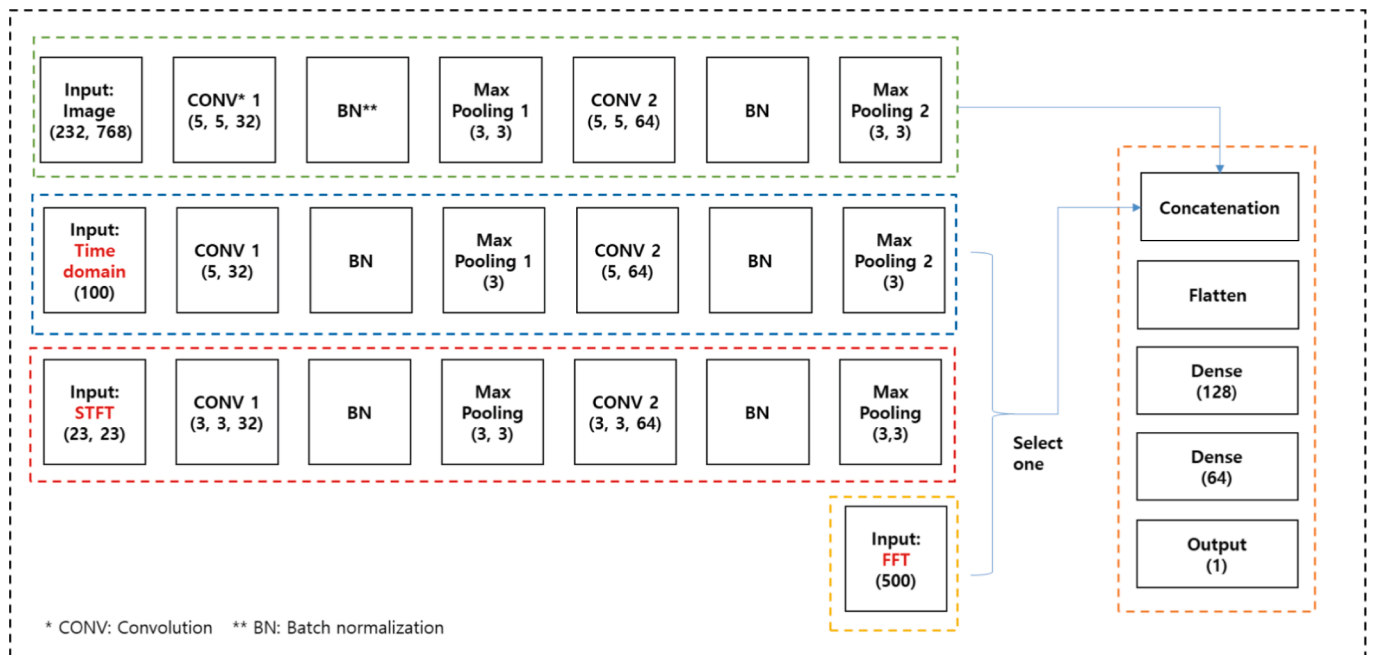 Input:
Image
(232, 768)
CONV* 1
(5, 5, 32)
BN**
Max
Pooling 1
(3, 3)
CONV 2
(5, 5, 64)
BN
Max
Pooling 2
(3, 3)
Input:
Time
domain
(100)
CONV 1
(5, 32)
BN
Max
Pooling 1
(3)
CONV 2
(5, 64)
BN
Max
Pooling 2
(3)
Input:
STFT
(23, 23)
CONV 1
(3, 3, 32)
BN
Max
Pooling
(3, 3)
CONV 2
(3, 3, 64)
BN
Max
Pooling
(3,3)
Input:
FFT
(500)
Select
one
Concatenation
Flatten
Dense
(128)
Dense
(64)
Output
(1)
* CONV: Convolution ** BN: Batch normalization